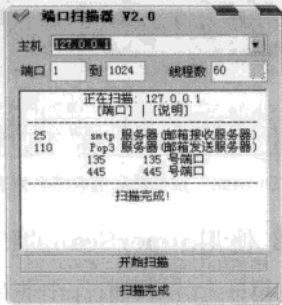 端口扫描器 V2.0
主机 127.0.0.1
端口 1 到 1024 线程数 60
正在扫描: 127.0.0.1
[端口] | [说明]
25 smtp 服务器(邮箱接收服务器)
110 Pop3 服务器(邮箱发送服务器)
135 135 号端口
445 445 号端口
扫描完成!
开始扫描
扫描完成